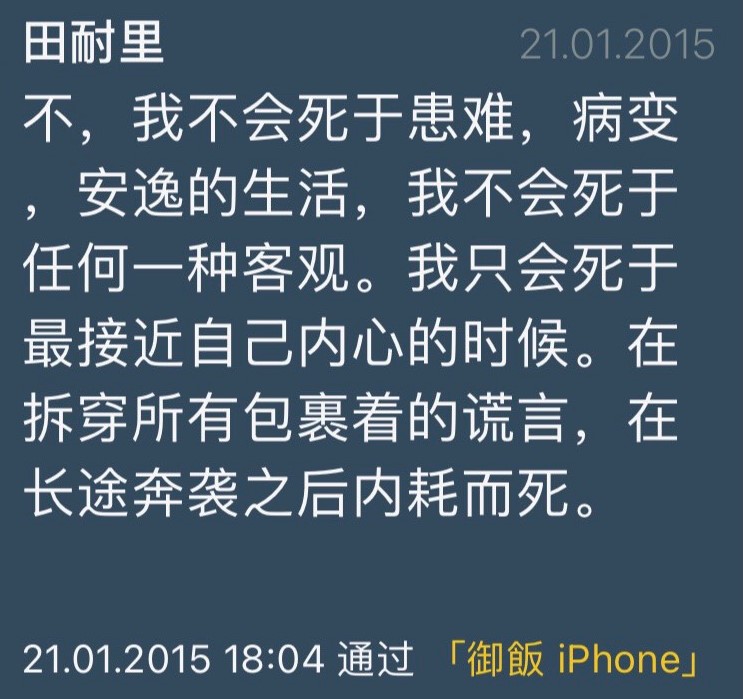 田耐里 21.01.2015
不，我不会死于患难，病变
，安逸的生活，我不会死于
任何一种客观。我只会死于
最接近自己内心的时候。在
拆穿所有包裹着的谎言，在
长途奔袭之后内耗而死。
21.01.2015 18:04 通过 「御飯 iPhone」